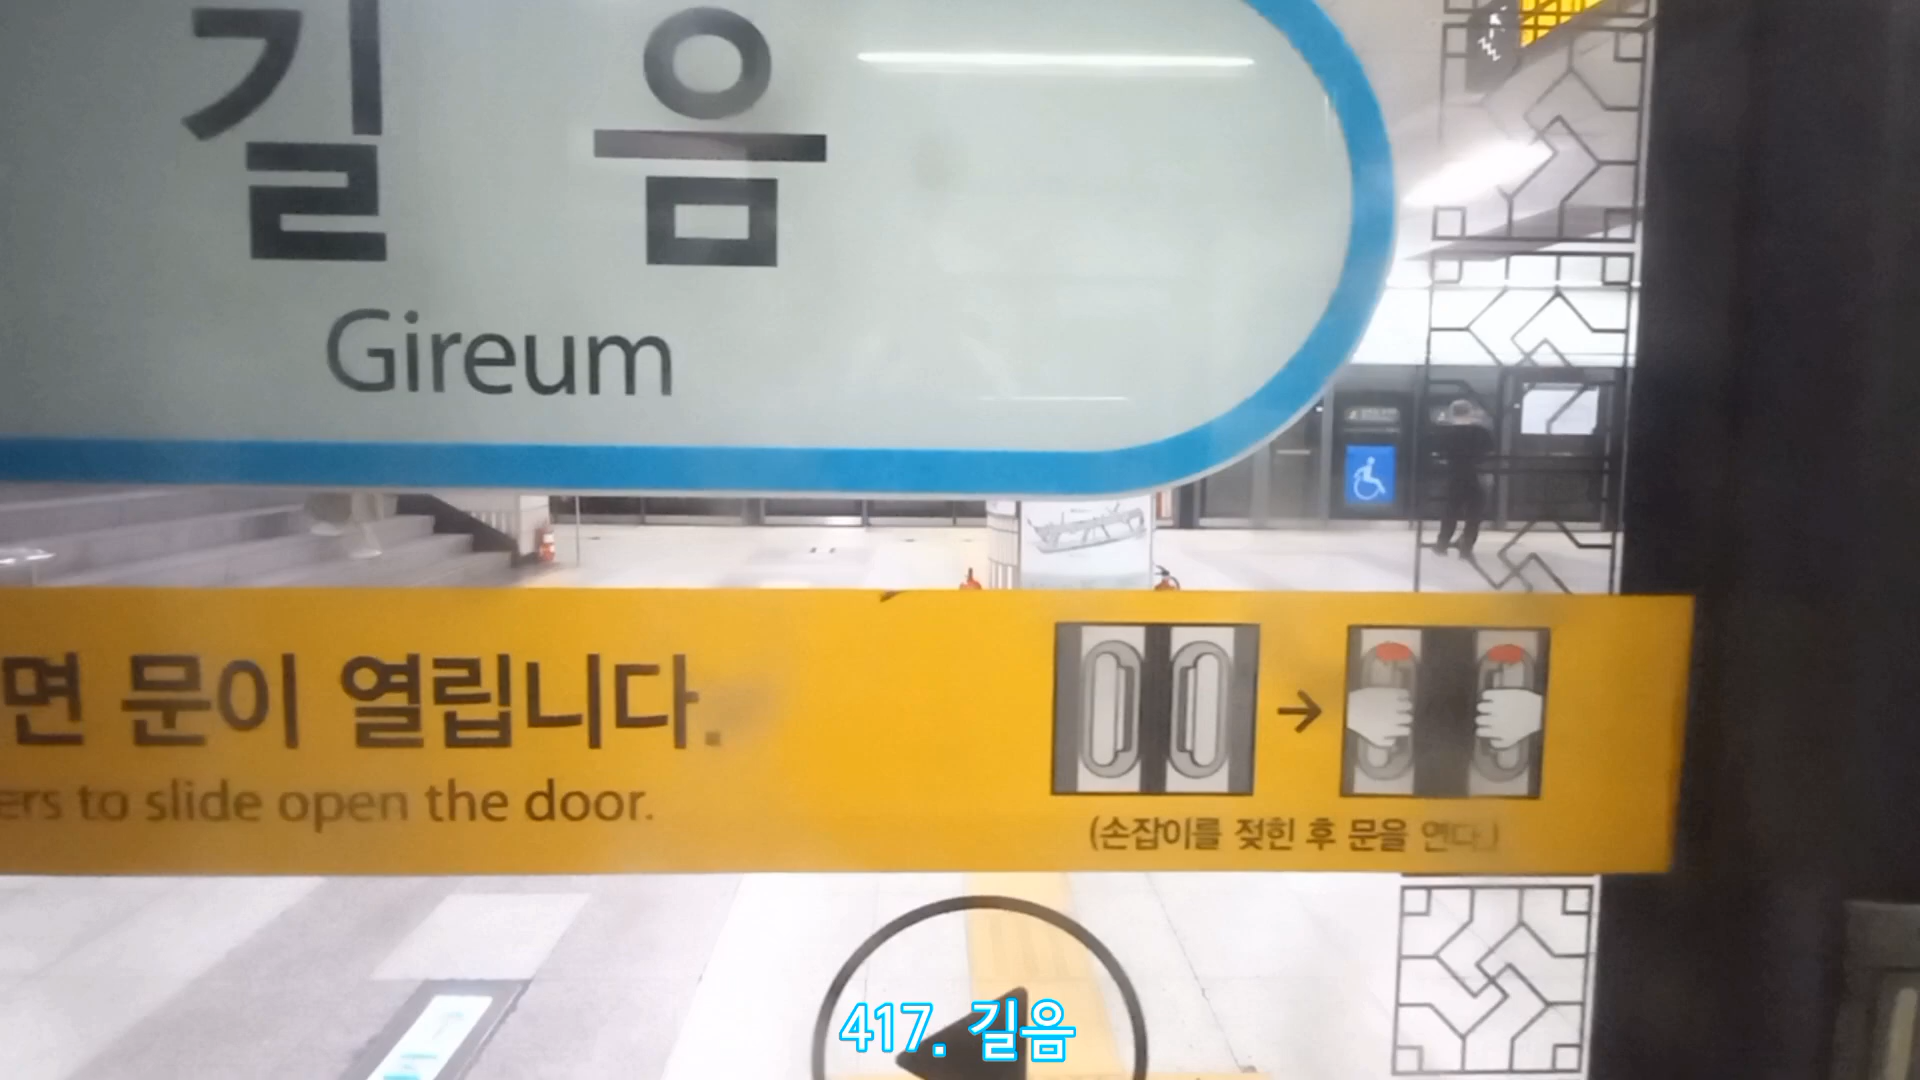 길음
Gireum
면 문이 열립니다.
ers to slide open the door.
(손잡이를 젖힌 후 문을 연다.)
417. 길음